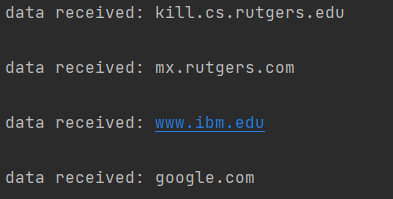 data received: kill.cs.rutgers.edu
data received: mx.rutgers.com
data received: www.ibm.edu
data received: google.com